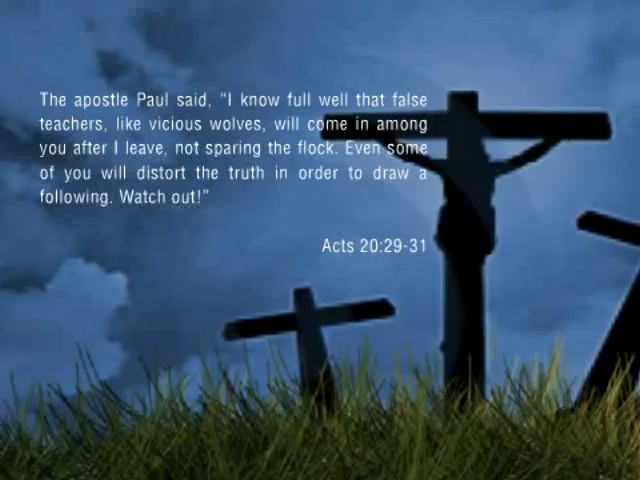 The apostle Paul said, "I know full well that false
teachers, like vicious wolves, will come in among
you after I leave, not sparing the flock. Even some
of you will distort the truth in order to draw a
following. Watch out!"
Acts 20:29-31